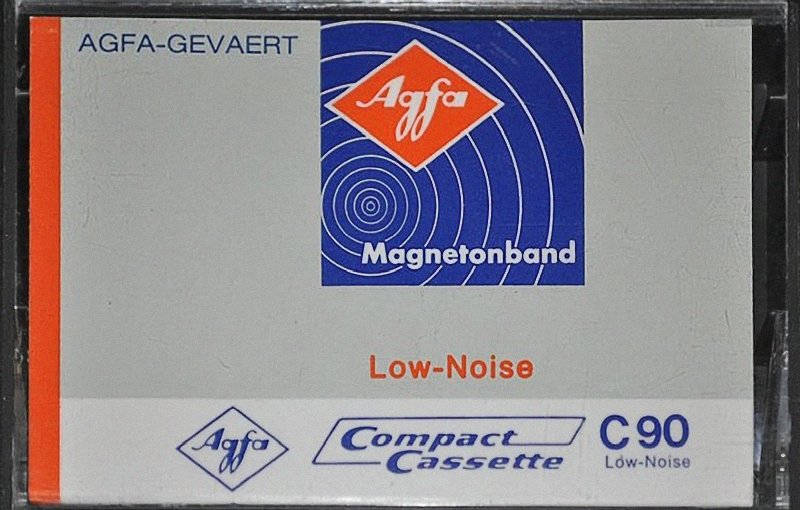 AGFA-GEVAERT
Agfa
Magnetonband
Low-Noise
Agfa
Compact
Cassette
C 90
Low-Noise